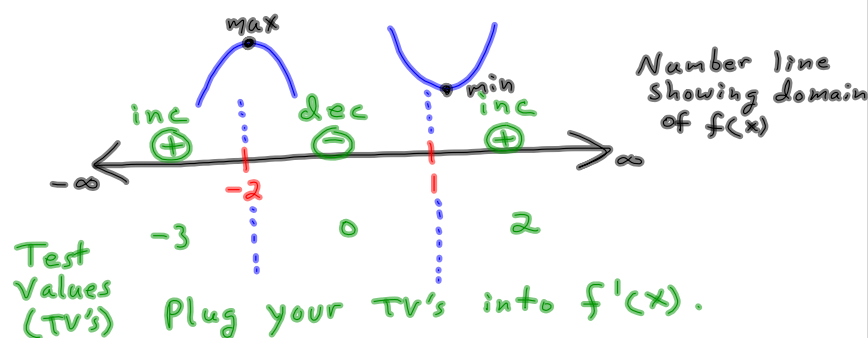 max
min
Number line
showing domain
of f(x)
inc dec inc
+ − +
-∞ ∞
-2 1
-3 0 2
Test
Values
(TV's)
Plug your TV's into f'(x).